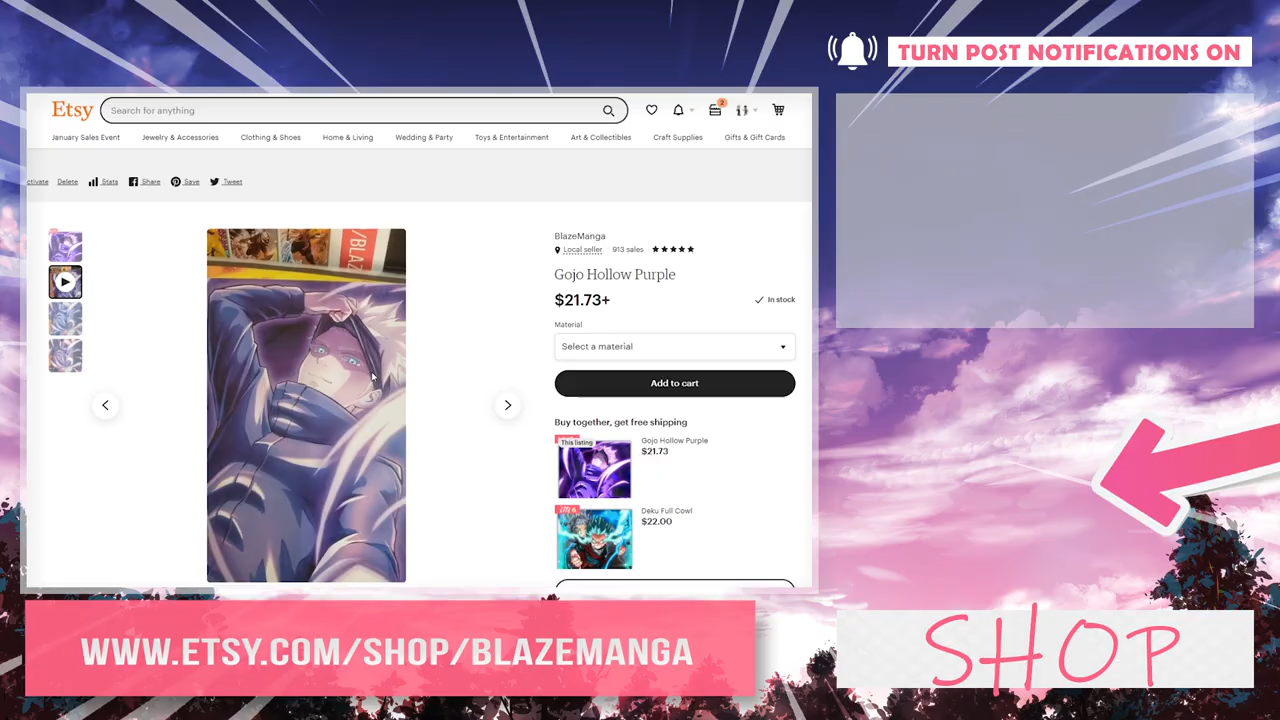 TURN POST NOTIFICATIONS ON
Etsy
Search for anything
2
January Sales Event
Jewelry & Accessories
Clothing & Shoes
Home & Living
Wedding & Party
Toys & Entertainment
Art & Collectibles
Craft Supplies
Gifts & Gift Cards
ctivate
Delete
Stats
Share
Save
Tweet
/BLAZ
BlazeManga
Local seller
913 sales
Gojo Hollow Purple
$21.73+
In stock
Material
Select a material
Add to cart
Buy together, get free shipping
This listing
Gojo Hollow Purple
$21.73
Deku Full Cowl
$22.00
WWW.ETSY.COM/SHOP/BLAZEMANGA
SHOP